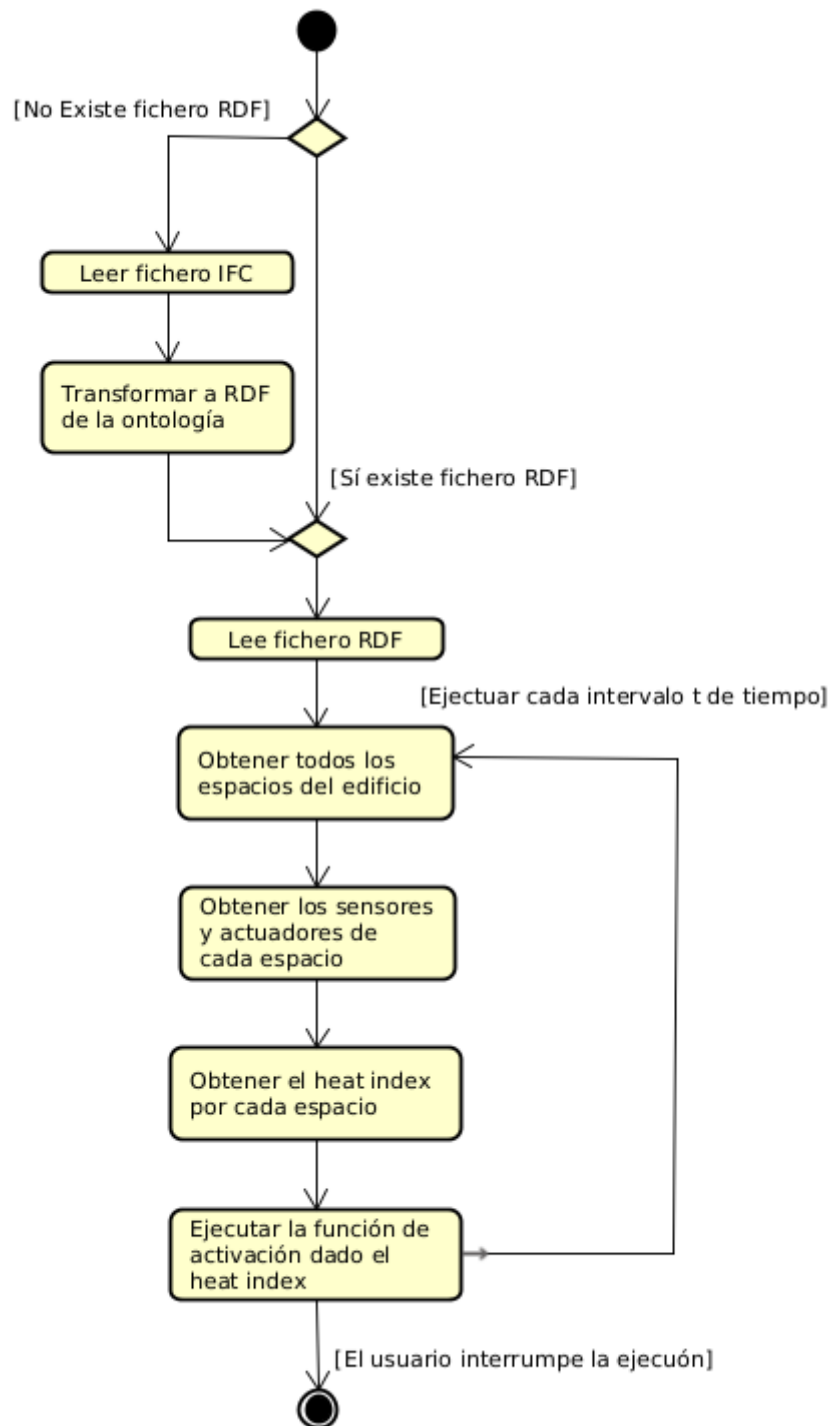 [No Existe fichero RDF]
Leer fichero IFC
Transformar a RDF
de la ontología
[Sí existe fichero RDF]
Lee fichero RDF
[Ejectuar cada intervalo t de tiempo]
Obtener todos los
espacios del edificio
Obtener los sensores
y actuadores de
cada espacio
Obtener el heat index
por cada espacio
Ejecutar la función de
activación dado el
heat index
[El usuario interrumpe la ejecuón]